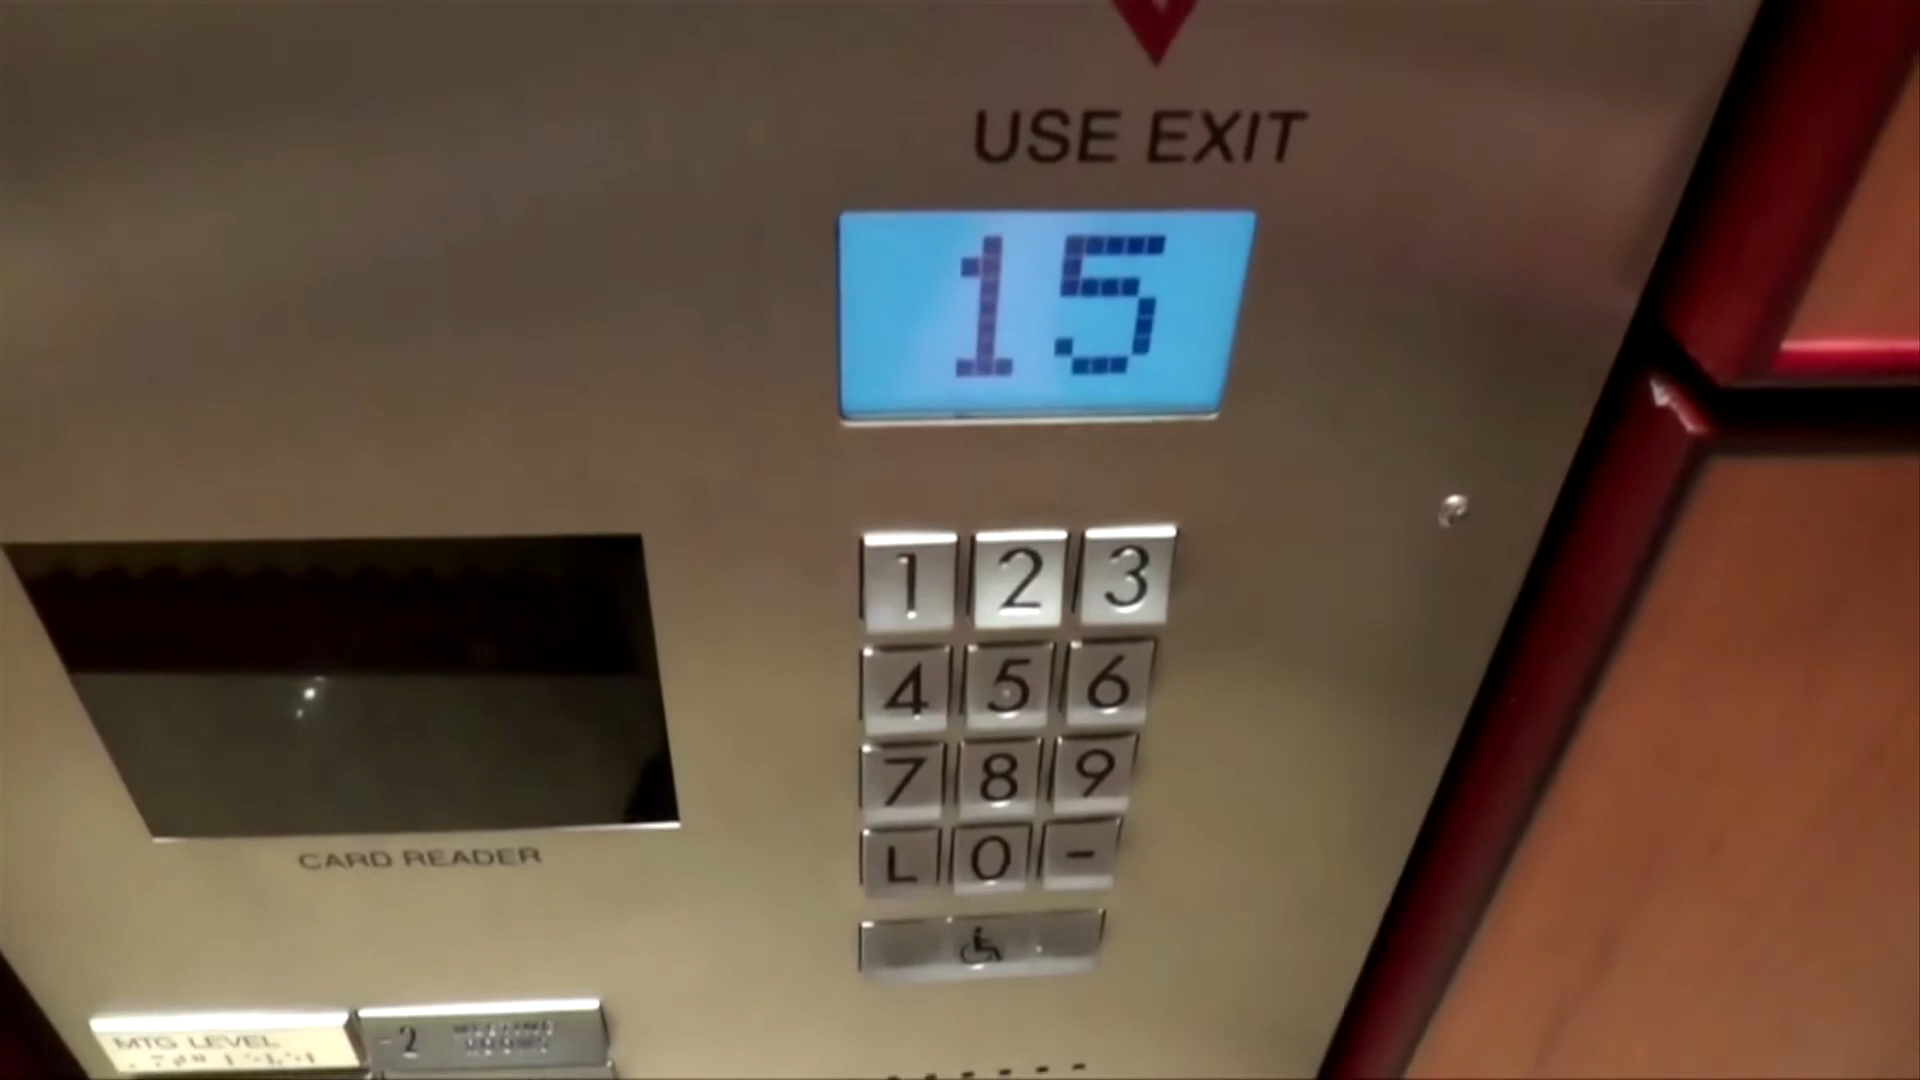 USE EXIT
15
1 2 3
4 5 6
7 8 9
L 0 -
CARD READER
MTG LEVEL
-2